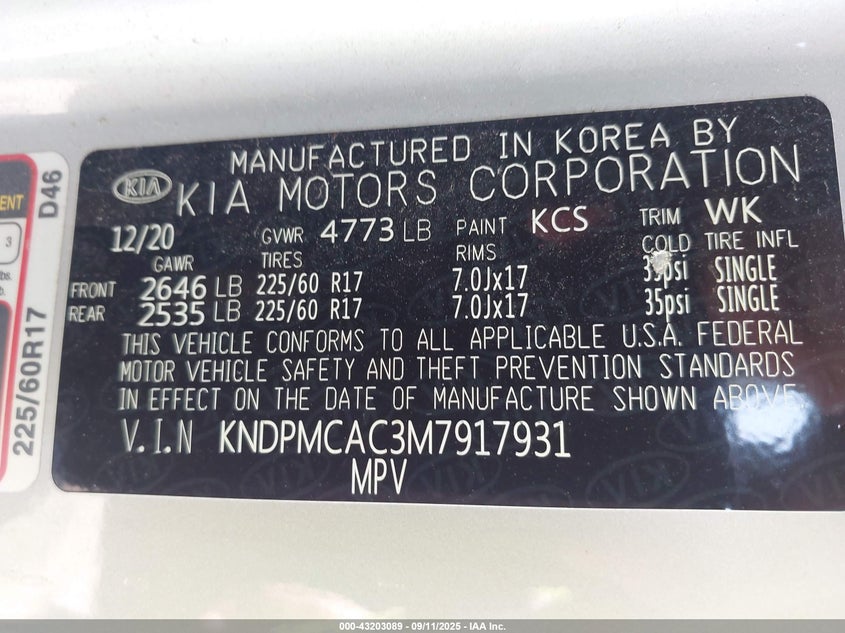 MANUFACTURED IN KOREA BY
KIA KIA MOTORS CORPORATION
12/20 GVWR 4773 LB PAINT KCS TRIM WK
GAWR TIRES RIMS COLD TIRE INFL
FRONT 2646 LB 225/60 R17 7.0Jx17 psi SINGLE
REAR 2535 LB 225/60 R17 7.0Jx17 35psi SINGLE
THIS VEHICLE CONFORMS TO ALL APPLICABLE U.S.A. FEDERAL
MOTOR VEHICLE SAFETY AND THEFT PREVENTION STANDARDS
IN EFFECT ON THE DATE OF MANUFACTURE SHOWN ABOVE.
V.I.N KNDPMCAC3M7917931
MPV
225/60R17 D46
ENT
3
000-43203089 - 09/11/2025 - IAA Inc.